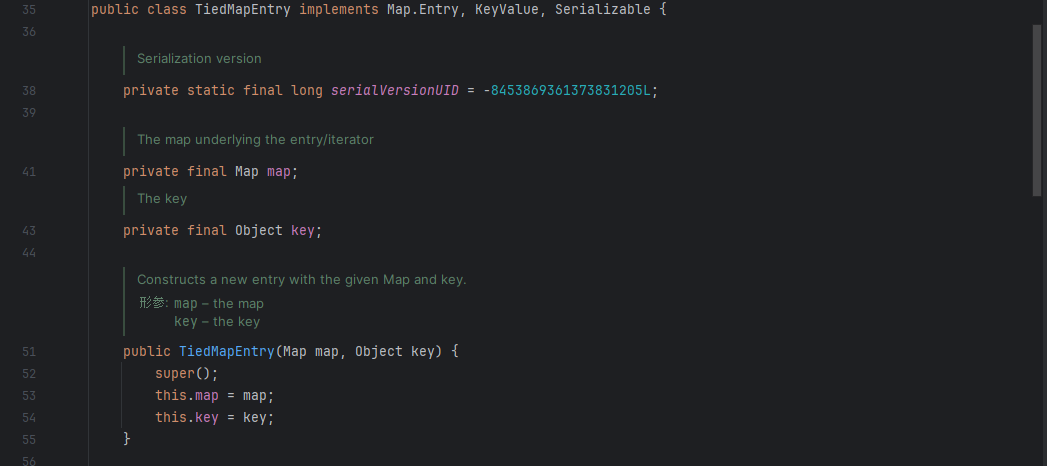 35 public class TiedMapEntry implements Map.Entry, KeyValue, Serializable {
36
Serialization version
38 private static final long serialVersionUID = -8453869361373831205L;
39
The map underlying the entry/iterator
41 private final Map map;
The key
43 private final Object key;
44
Constructs a new entry with the given Map and key.
形参: map – the map
key – the key
51 public TiedMapEntry(Map map, Object key) {
52 super();
53 this.map = map;
54 this.key = key;
55 }
56